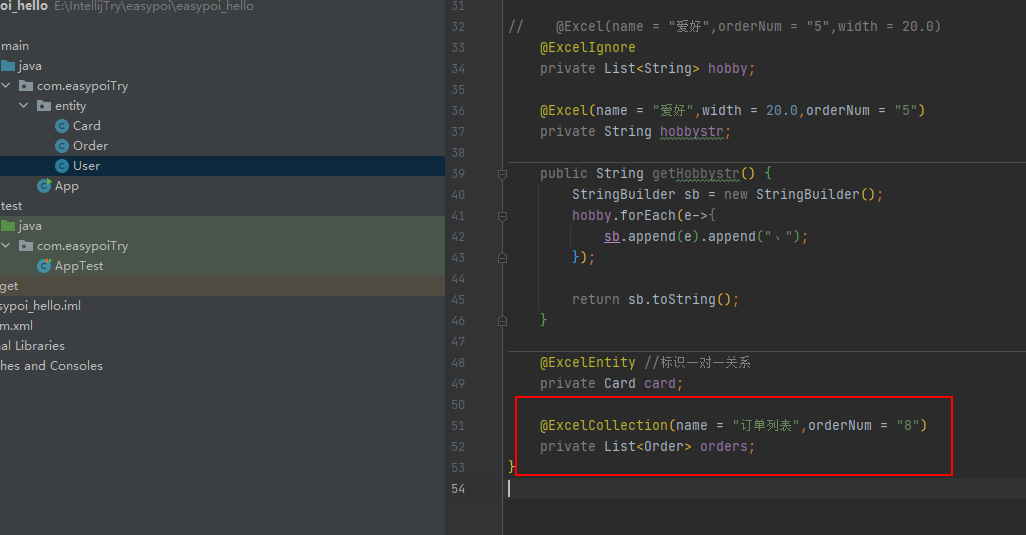 oi_hello E:\IntellijTry\easypoi\easypoi_hello
main
java
com.easypoiTry
entity
Card
Order
User
App
test
java
com.easypoiTry
AppTest
get
sypoi_hello.iml
m.xml
nal Libraries
hes and Consoles
31
32 // @Excel(name = "爱好",orderNum = "5",width = 20.0)
33 @ExcelIgnore
34 private List<String> hobby;
35
36 @Excel(name = "爱好",width = 20.0,orderNum = "5")
37 private String hobbystr;
38
39 public String getHobbystr() {
40 StringBuilder sb = new StringBuilder();
41 hobby.forEach(e->{
42 sb.append(e).append("、");
43 });
44
45 return sb.toString();
46 }
47
48 @ExcelEntity //标识一对一关系
49 private Card card;
50
51 @ExcelCollection(name = "订单列表",orderNum = "8")
52 private List<Order> orders;
53 }
54